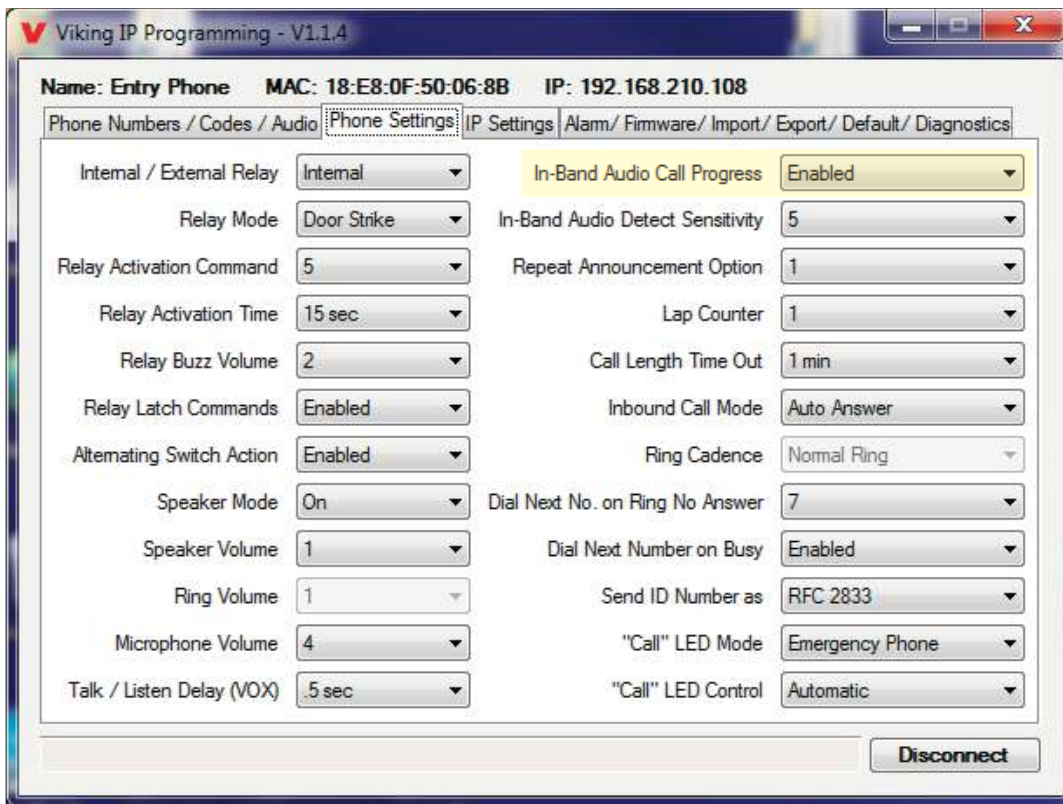 Viking IP Programming - V1.1.4
X
Name: Entry Phone MAC: 18:E8:0F:50:06:8B IP: 192.168.210.108
Phone Numbers / Codes / Audio Phone Settings IP Settings Alarm/ Firmware/ Import/ Export/ Default/ Diagnostics
Internal / External Relay Internal In-Band Audio Call Progress Enabled
Relay Mode Door Strike In-Band Audio Detect Sensitivity 5
Relay Activation Command 5 Repeat Announcement Option 1
Relay Activation Time 15 sec Lap Counter 1
Relay Buzz Volume 2 Call Length Time Out 1 min
Relay Latch Commands Enabled Inbound Call Mode Auto Answer
Alternating Switch Action Enabled Ring Cadence Normal Ring
Speaker Mode On Dial Next No. on Ring No Answer 7
Speaker Volume 1 Dial Next Number on Busy Enabled
Ring Volume 1 Send ID Number as RFC 2833
Microphone Volume 4 "Call" LED Mode Emergency Phone
Talk / Listen Delay (VOX) .5 sec "Call" LED Control Automatic
Disconnect